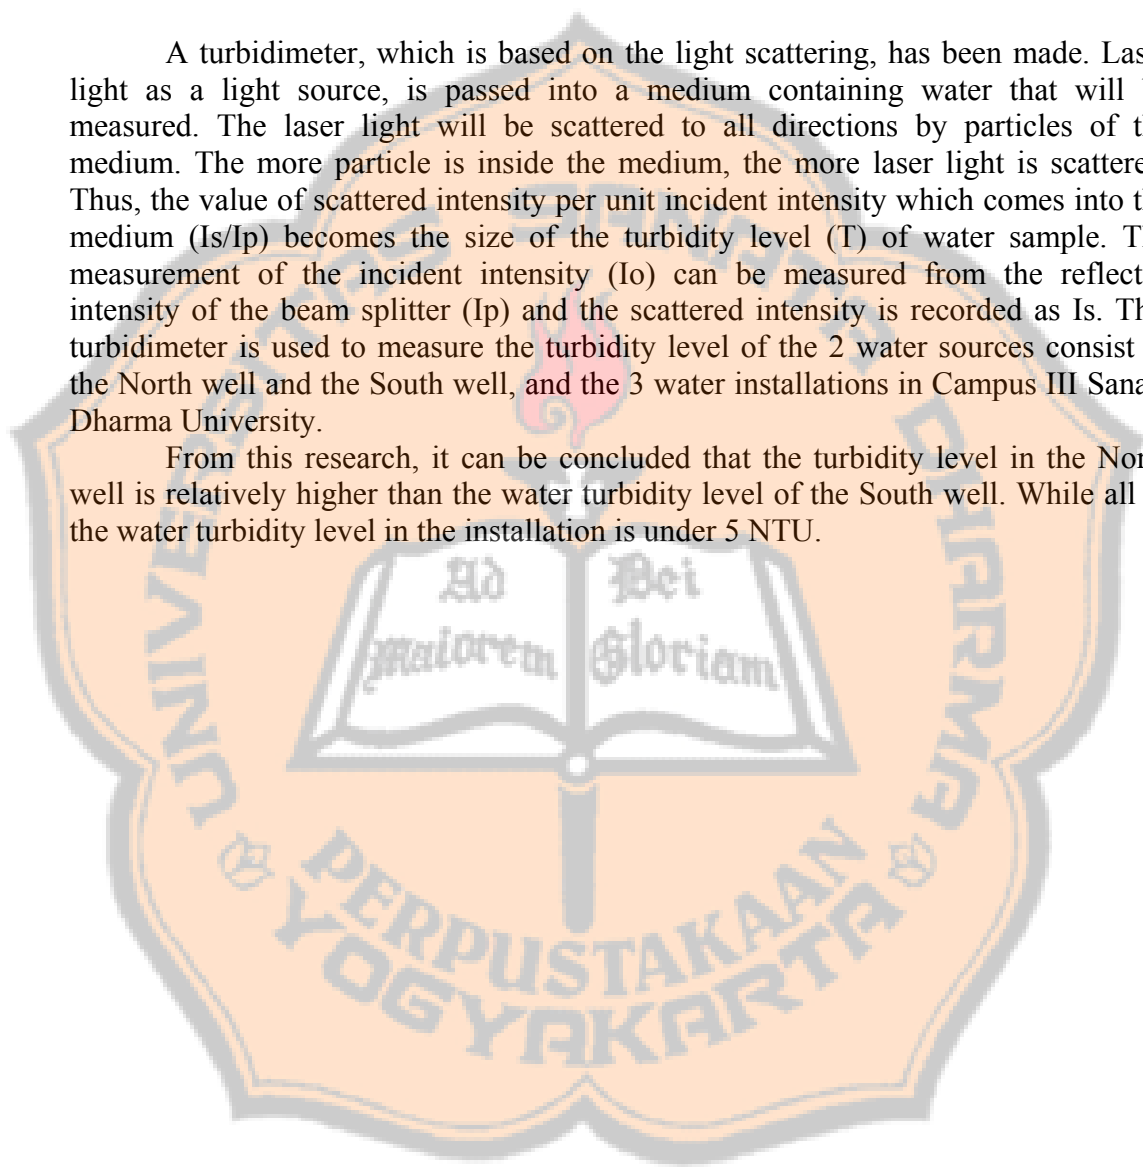 A turbidimeter, which is based on the light scattering, has been made. Las
light as a light source, is passed into a medium containing water that will
measured. The laser light will be scattered to all directions by particles of th
medium. The more particle is inside the medium, the more laser light is scattere
Thus, the value of scattered intensity per unit incident intensity which comes into th
medium (Is/Ip) becomes the size of the turbidity level (T) of water sample. Th
measurement of the incident intensity (Io) can be measured from the reflect
intensity of the beam splitter (Ip) and the scattered intensity is recorded as Is. Th
turbidimeter is used to measure the turbidity level of the 2 water sources consist
the North well and the South well, and the 3 water installations in Campus III Sana
Dharma University.
From this research, it can be concluded that the turbidity level in the Nor
well is relatively higher than the water turbidity level of the South well. While all
the water turbidity level in the installation is under 5 NTU.
UNIVERSITAS SANATA DHARMA
Ad Dei
Maiorem Gloriam
PERPUSTAKAAN
YOGYAKARTA